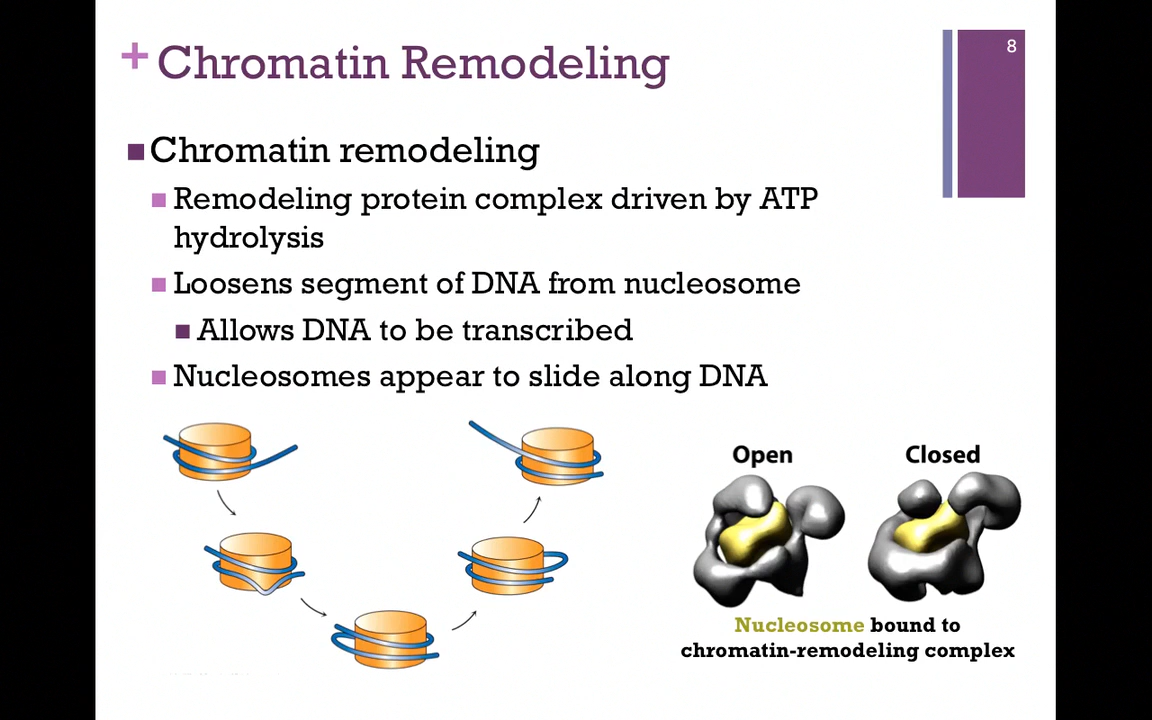 + Chromatin Remodeling
8
Chromatin remodeling
Remodeling protein complex driven by ATP
hydrolysis
Loosens segment of DNA from nucleosome
Allows DNA to be transcribed
Nucleosomes appear to slide along DNA
Open Closed
Nucleosome bound to
chromatin-remodeling complex